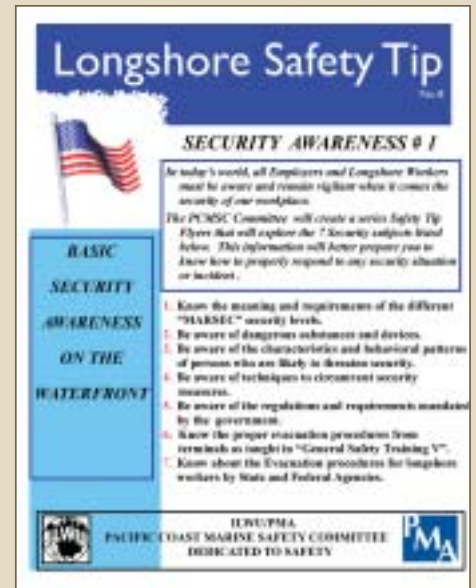 Longshore Safety Tip
SECURITY AWARENESS # 1
In today's world, all Employers and Longshore Workers
must be aware and remain vigilant when it comes the
security of our workplace.
The PCMSC Committee will create a series Safety Tip
Flyers that will explore the 7 Security subjects listed
below. This information will better prepare you to
know how to properly respond to any security situation
or incident.
BASIC
SECURITY
AWARENESS
ON THE
WATERFRONT
1. Know the meaning and requirements of the different
"MARSEC" security levels.
2. Be aware of dangerous substances and devices.
3. Be aware of the characteristics and behavioral patterns
of persons who are likely to threaten security.
4. Be aware of techniques to circumvent security
measures.
5. Be aware of the regulations and requirements mandated
by the government.
6. Know the proper evacuation procedures from
terminals as taught to "General Safety Training V".
7. Know about the Evacuation procedures for longshore
workers by State and Federal Agencies.
ILWU/PMA
PACIFIC COAST MARINE SAFETY COMMITTEE
DEDICATED TO SAFETY
PMA